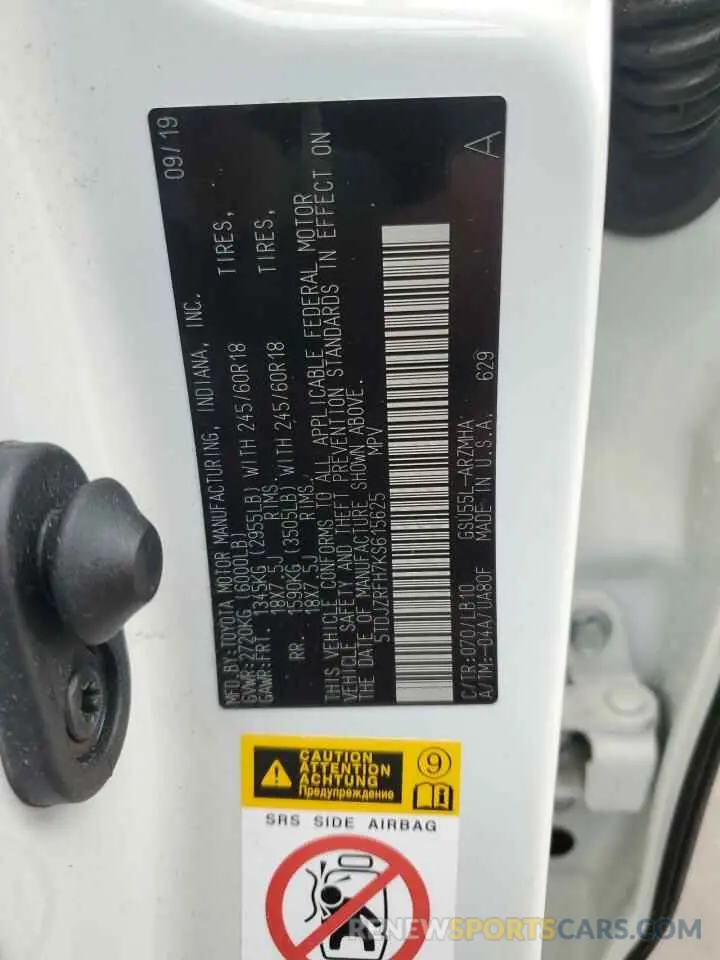 09/19
MFD.BY:TOYOTA MOTOR MANUFACTURING, INDIANA, INC.
GVWR:2720KG (6000LB)
GAWR:FRT. 1345KG (2955LB) WITH 245/60R18 TIRES,
18X7.5J RIMS.
RR. 1590KG (3505LB) WITH 245/60R18 TIRES,
18X7.5J RIMS.
THIS VEHICLE CONFORMS TO ALL APPLICABLE FEDERAL MOTOR
VEHICLE SAFETY AND THEFT PREVENTION STANDARDS IN EFFECT ON
THE DATE OF MANUFACTURE SHOWN ABOVE.
5TDJZRFH7KS615625 MPV
C/TR:070/LB10 GSU55L-ARZMHA
A/TM:-04A/UA80F MADE IN U.S.A. 629
A
CAUTION
ATTENTION
ACHTUNG
Предупреждение
9
SRS SIDE AIRBAG
RENEWSPORTSCARS.COM